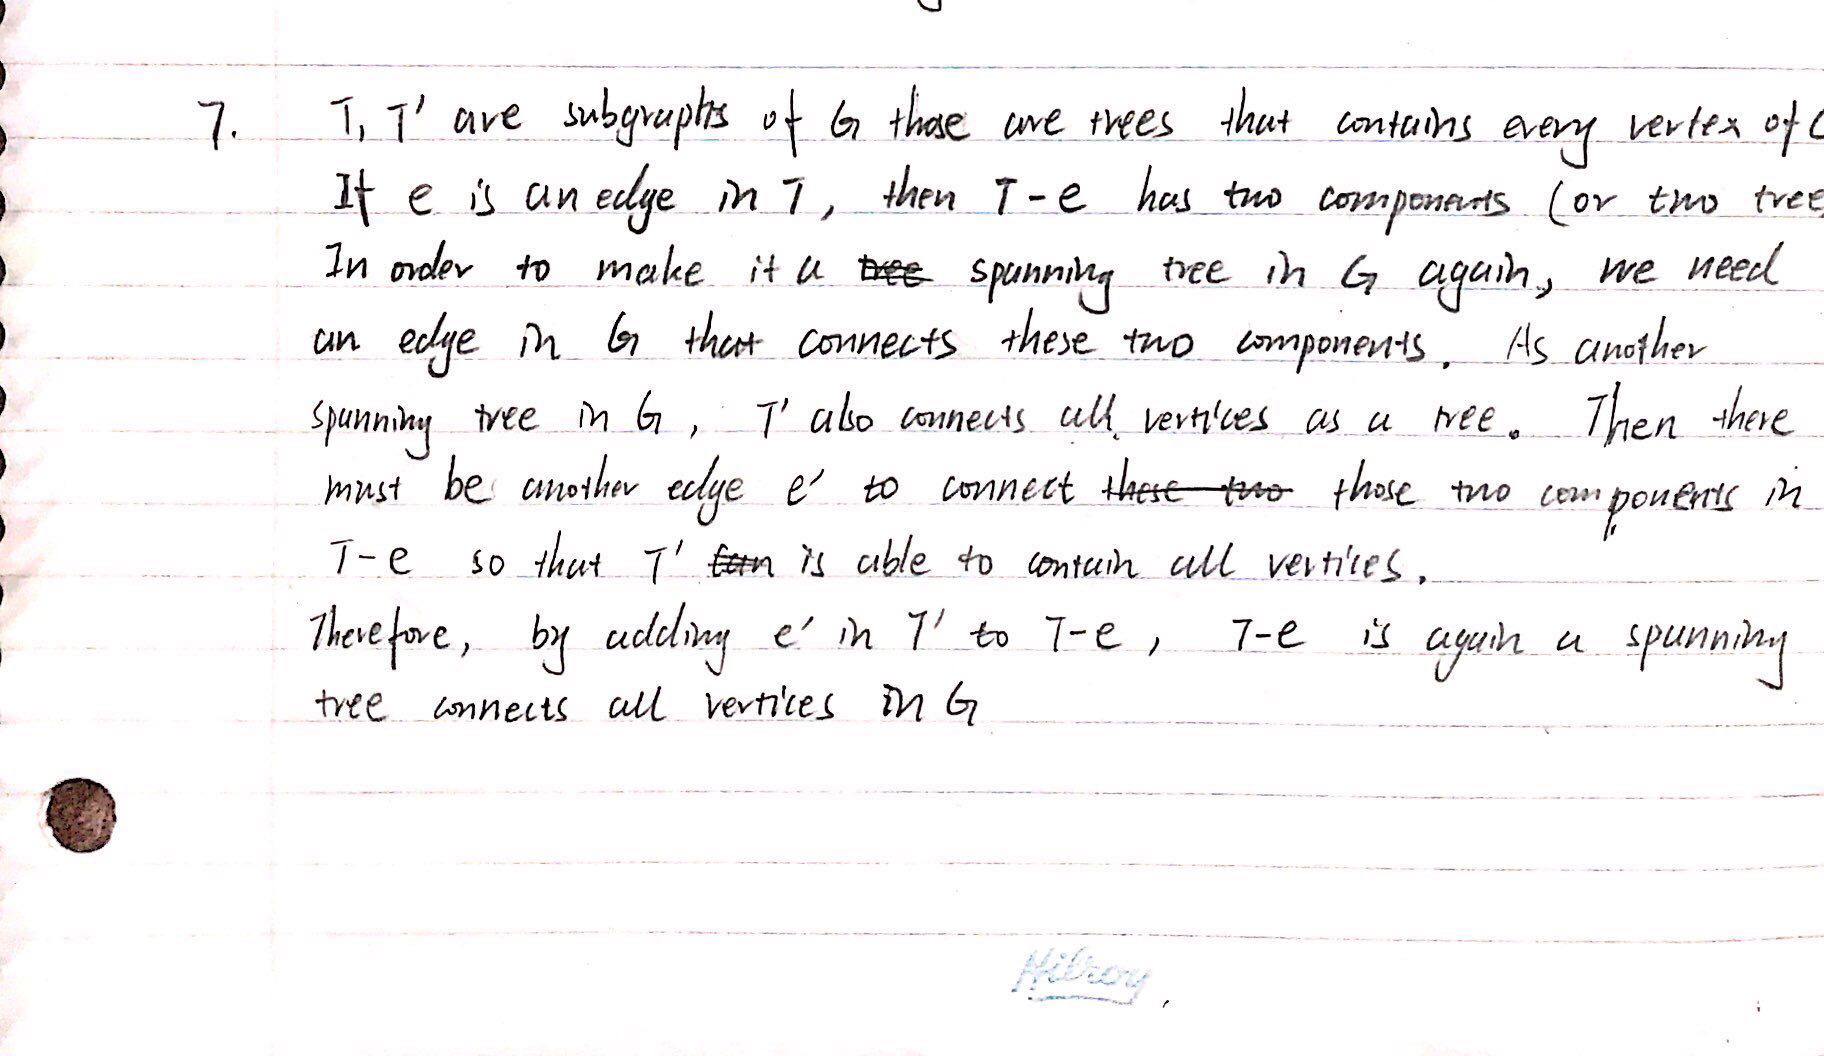 7. T, T' are subgraphs of G those are trees that contains every vertex of G
If e is an edge in T, then T-e has two components (or two tree
In order to make it a tree spanning tree in G again, we need
an edge in G that connects these two components. As another
spanning tree in G, T' also connects all vertices as a tree. Then there
must be another edge e' to connect these two those two components in
T-e so that T' can is able to contain all vertices.
Therefore, by adding e' in T' to T-e, T-e is again a spanning
tree connects all vertices in G
Hilroy